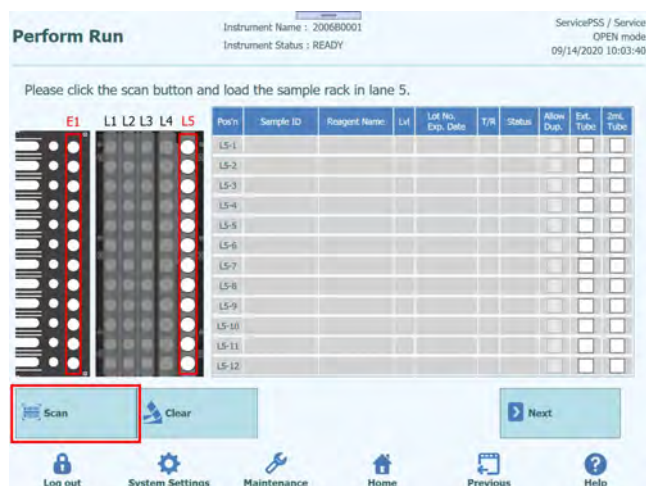 Perform Run
Instrument Name : 2006B0001
Instrument Status : READY
ServicePSS / Service
OPEN mode
09/14/2020 10:03:40
Please click the scan button and load the sample rack in lane 5.
E1 L1 L2 L3 L4 L5
Pos'n Sample ID Reagent Name Lvl Lot No. Exp. Date T/R Status Allow Dup. Ext. Tube 2mL Tube
L5-1
L5-2
L5-3
L5-4
L5-5
L5-6
L5-7
L5-8
L5-9
L5-10
L5-11
L5-12
Scan Clear Next
Log out System Settings Maintenance Home Previous Help